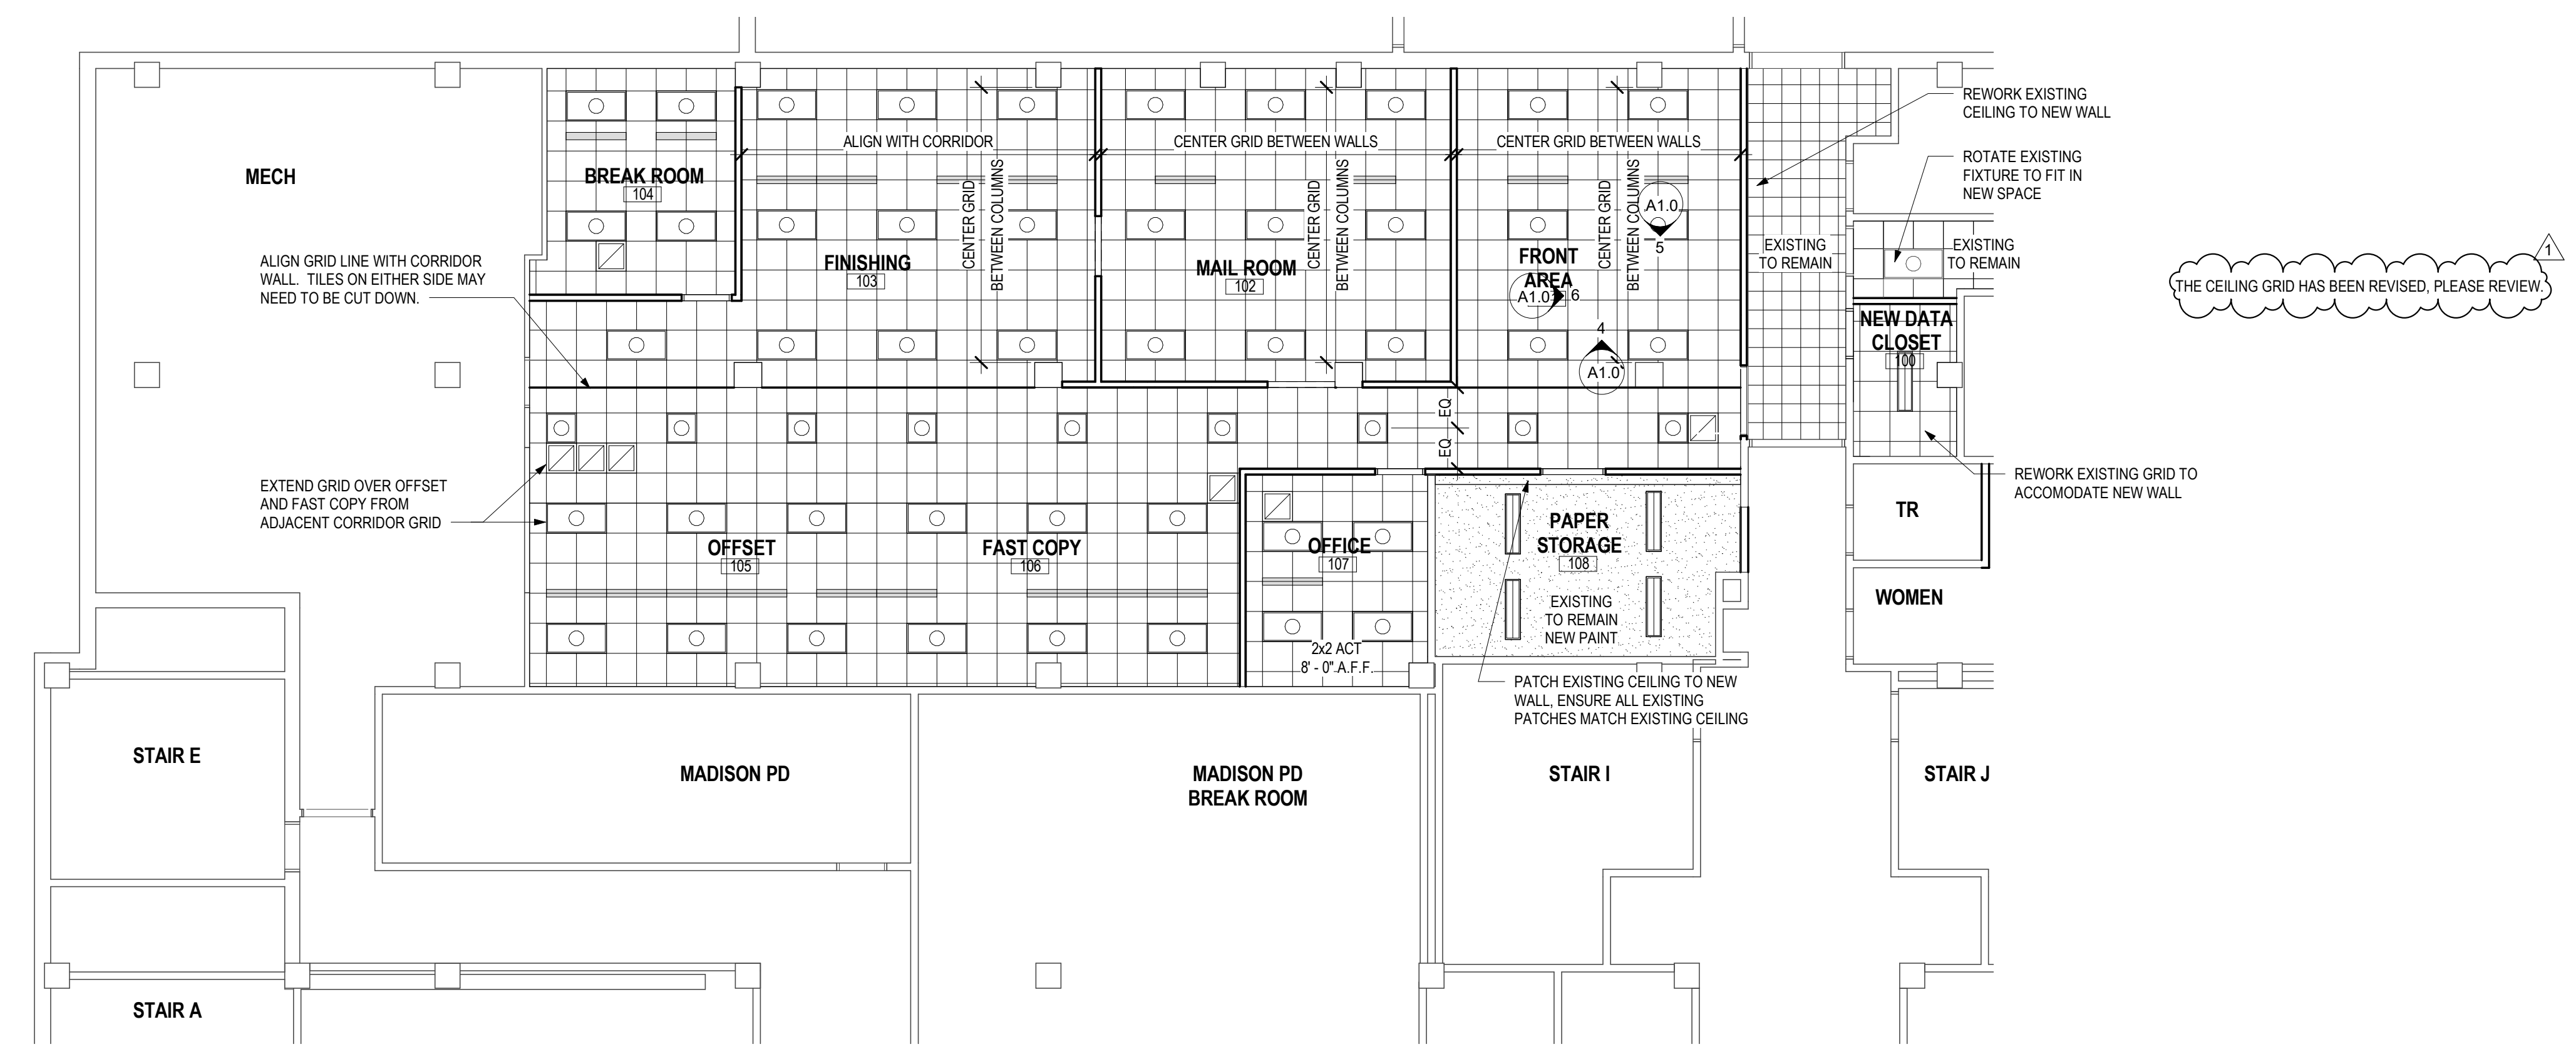 REWORK EXISTING
CEILING TO NEW WALL
ROTATE EXISTING
FIXTURE TO FIT IN
NEW SPACE
ALIGN WITH CORRIDOR
CENTER GRID BETWEEN WALLS
CENTER GRID BETWEEN WALLS
MECH
BREAK ROOM
104
CENTER GRID
BETWEEN COLUMNS
CENTER GRID
BETWEEN COLUMNS
CENTER GRID
BETWEEN COLUMNS
A1.0
5
ALIGN GRID LINE WITH CORRIDOR
WALL. TILES ON EITHER SIDE MAY
NEED TO BE CUT DOWN.
FINISHING
103
MAIL ROOM
102
FRONT
AREA
A1.0
6
EXISTING
TO REMAIN
EXISTING
TO REMAIN
1
THE CEILING GRID HAS BEEN REVISED, PLEASE REVIEW.
NEW DATA
CLOSET
100
4
A1.0
EQ
EQ
EXTEND GRID OVER OFFSET
AND FAST COPY FROM
ADJACENT CORRIDOR GRID
REWORK EXISTING GRID TO
ACCOMODATE NEW WALL
OFFSET
105
FAST COPY
106
OFFICE
107
PAPER
STORAGE
108
TR
EXISTING
TO REMAIN
NEW PAINT
WOMEN
2x2 ACT
8' - 0" A.F.F.
PATCH EXISTING CEILING TO NEW
WALL, ENSURE ALL EXISTING
PATCHES MATCH EXISTING CEILING
STAIR E
MADISON PD
MADISON PD
BREAK ROOM
STAIR I
STAIR J
STAIR A